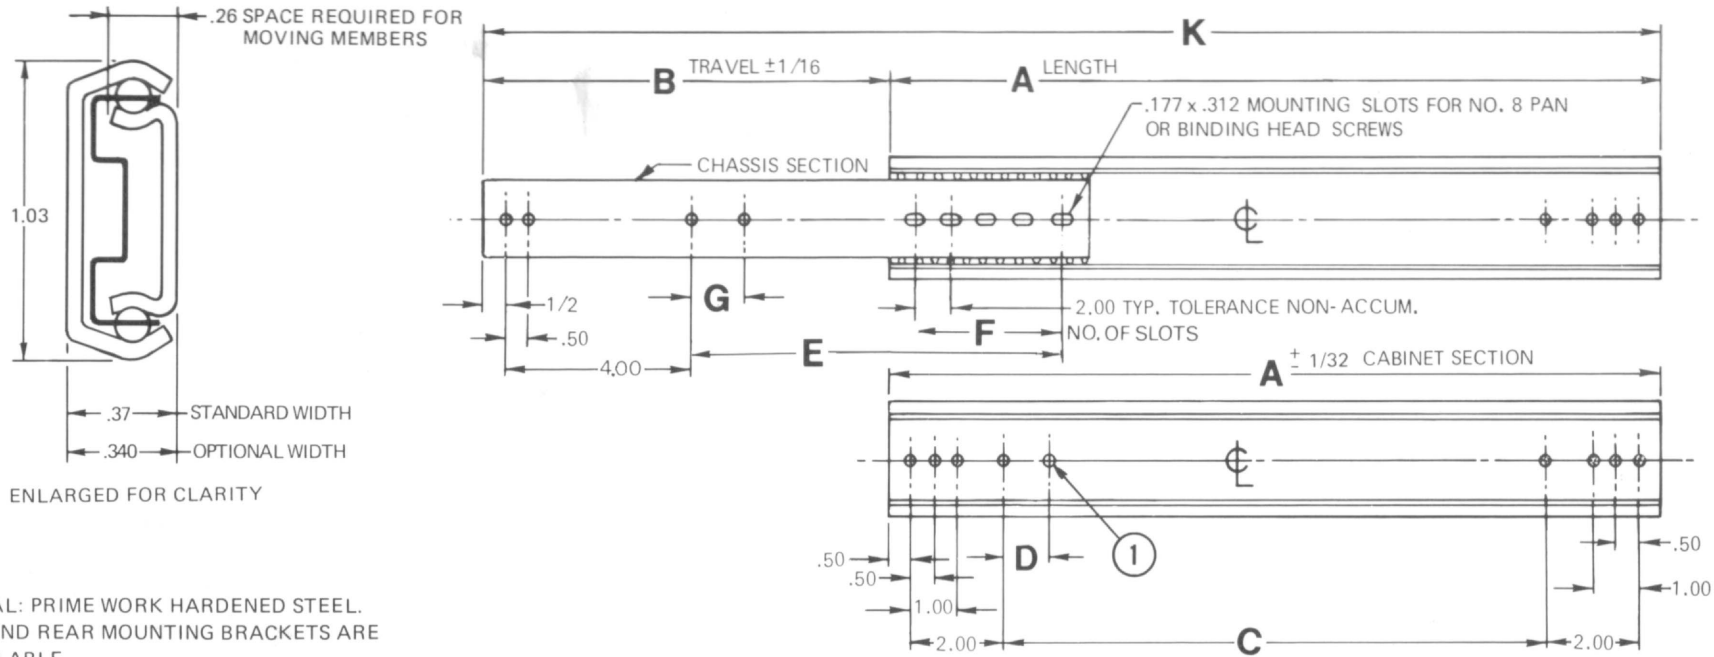 .26 SPACE REQUIRED FOR
MOVING MEMBERS
1.03
.37 STANDARD WIDTH
.340 OPTIONAL WIDTH
ENLARGED FOR CLARITY
AL: PRIME WORK HARDENED STEEL.
ND REAR MOUNTING BRACKETS ARE
K
B TRAVEL ±1/16
A LENGTH
.177 x .312 MOUNTING SLOTS FOR NO. 8 PAN
OR BINDING HEAD SCREWS
CHASSIS SECTION
CL
1/2
G
2.00 TYP. TOLERANCE NON-ACCUM.
.50
F NO. OF SLOTS
E
4.00
A ± 1/32 CABINET SECTION
CL
.50
D
1
.50
.50
1.00
1.00
2.00
C
2.00